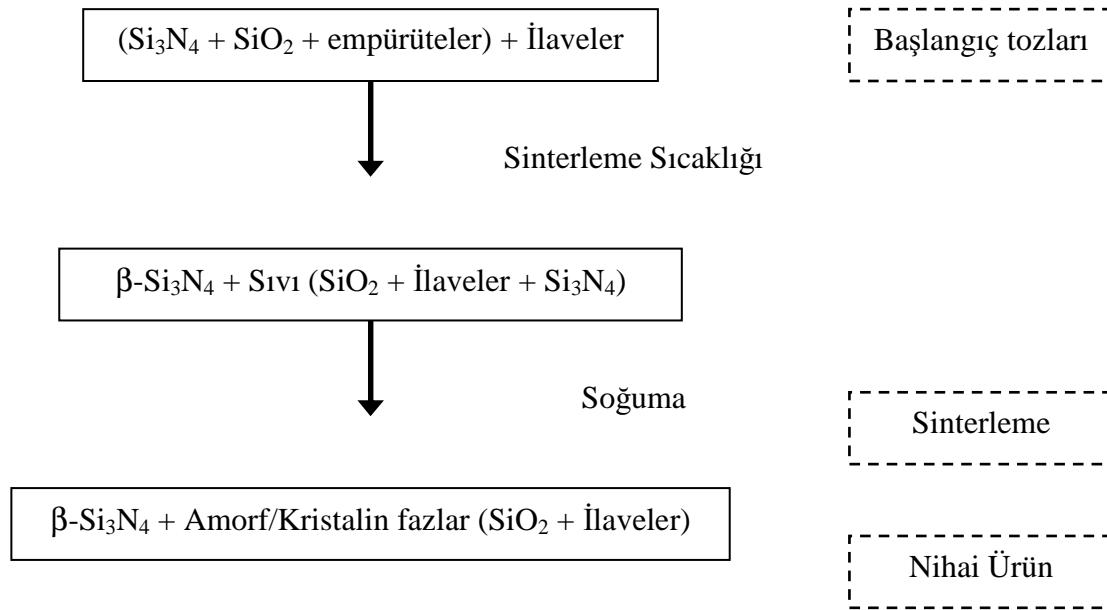 (Si₃N₄ + SiO₂ + empürüteler) + İlaveler
Başlangıç tozları
Sinterleme Sıcaklığı
β-Si₃N₄ + Sıvı (SiO₂ + İlaveler + Si₃N₄)
Soğuma
Sinterleme
β-Si₃N₄ + Amorf/Kristalin fazlar (SiO₂ + İlaveler)
Nihai Ürün